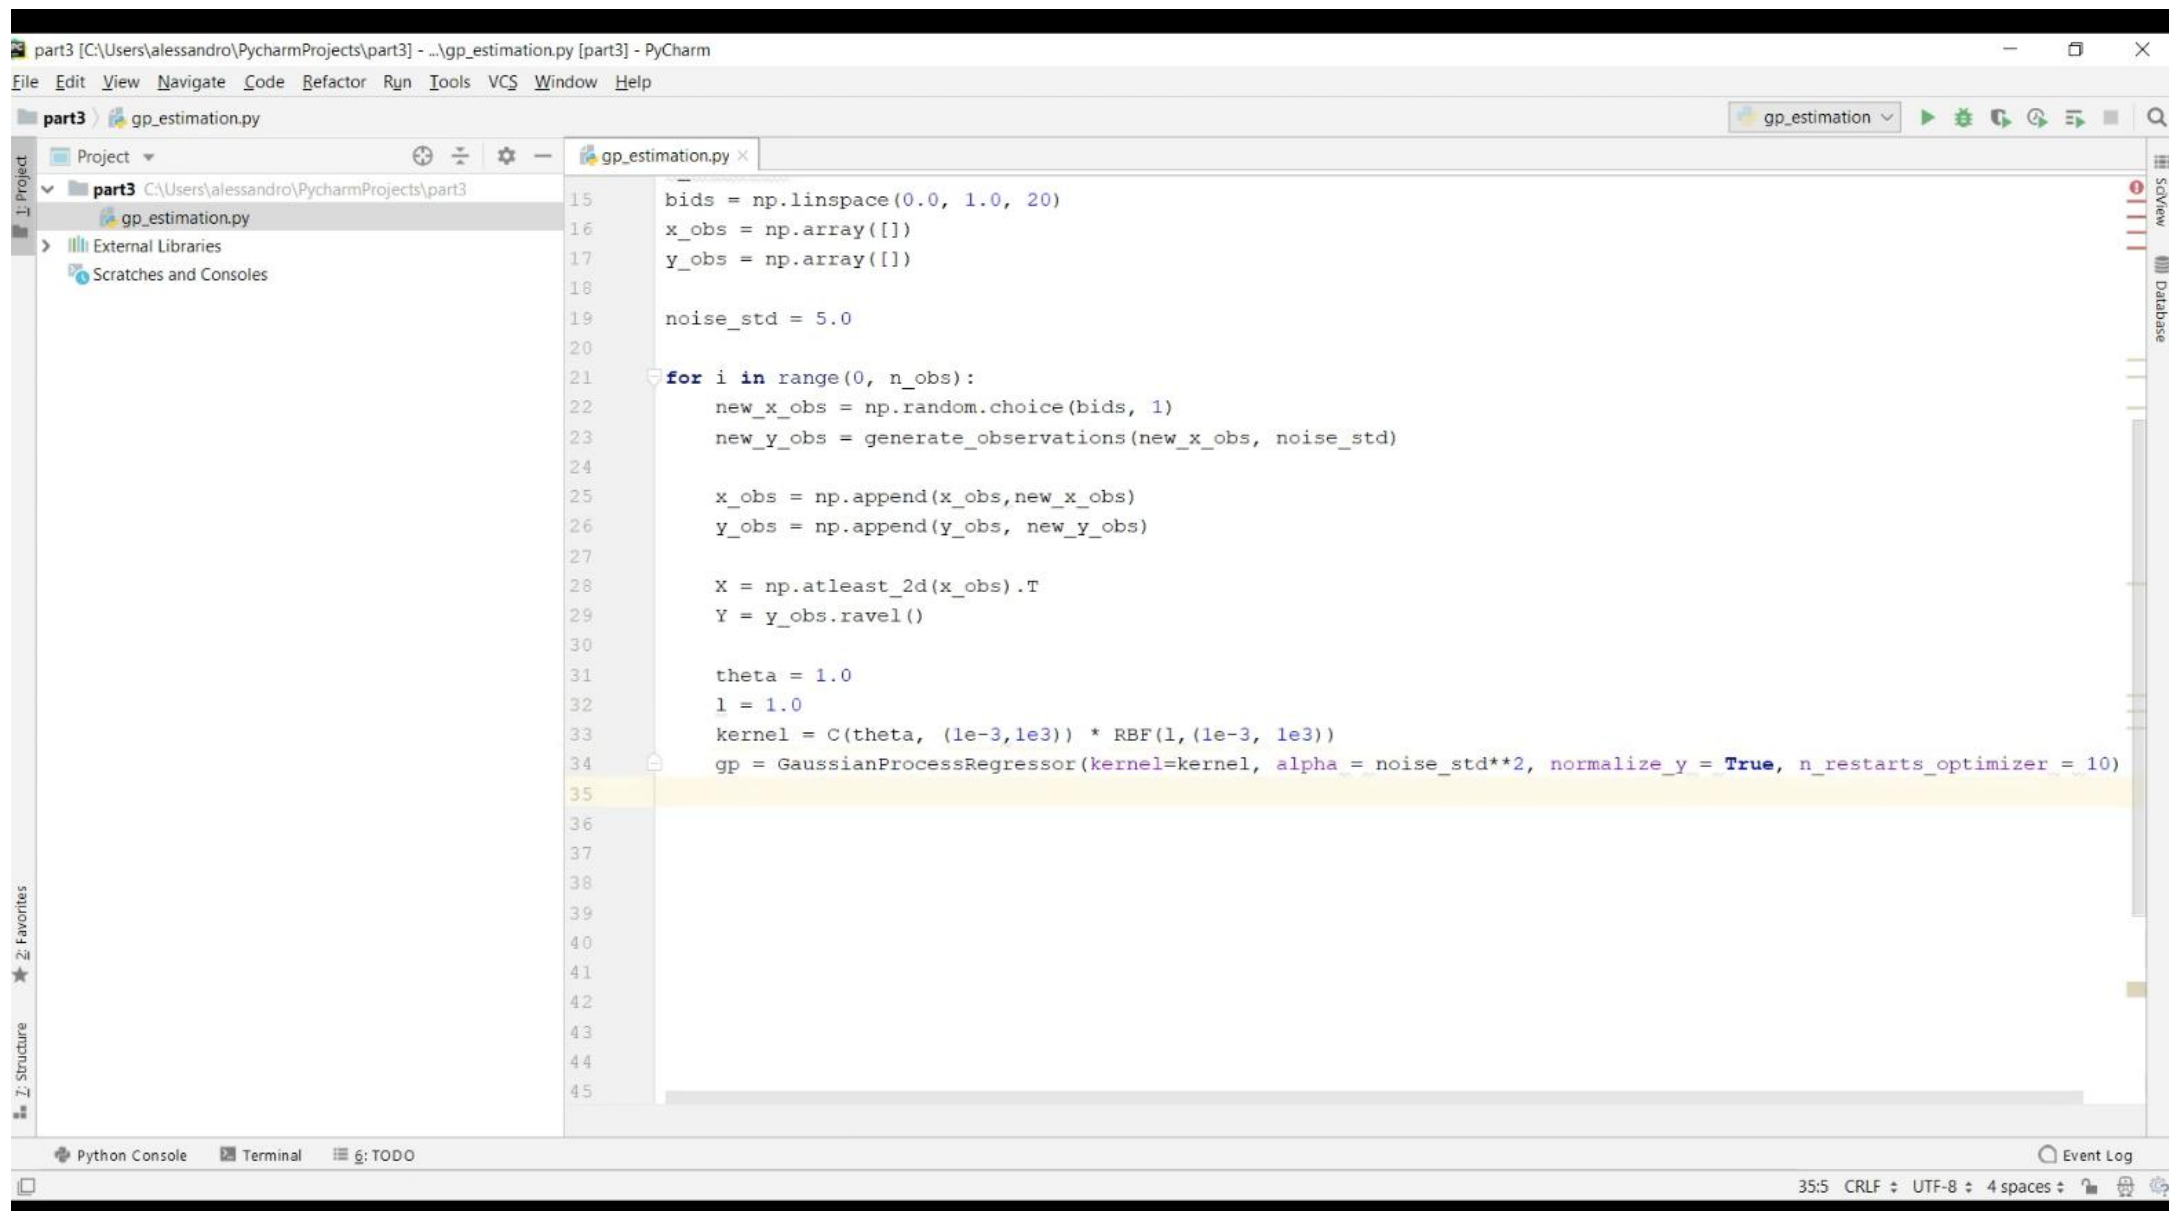 part3 [C:\Users\alessandro\PycharmProjects\part3] - ...\gp_estimation.py [part3] - PyCharm
File Edit View Navigate Code Refactor Run Tools VCS Window Help
part3 gp_estimation.py gp_estimation
Project gp_estimation.py
1: Project
part3 C:\Users\alessandro\PycharmProjects\part3
gp_estimation.py
External Libraries
Scratches and Consoles
15 bids = np.linspace(0.0, 1.0, 20)
16 x_obs = np.array([])
17 y_obs = np.array([])
18
19 noise_std = 5.0
20
21 for i in range(0, n_obs):
22 new_x_obs = np.random.choice(bids, 1)
23 new_y_obs = generate_observations(new_x_obs, noise_std)
24
25 x_obs = np.append(x_obs,new_x_obs)
26 y_obs = np.append(y_obs, new_y_obs)
27
28 X = np.atleast_2d(x_obs).T
29 Y = y_obs.ravel()
30
31 theta = 1.0
32 l = 1.0
33 kernel = C(theta, (1e-3,1e3)) * RBF(l,(1e-3, 1e3))
34 gp = GaussianProcessRegressor(kernel=kernel, alpha = noise_std**2, normalize_y = True, n_restarts_optimizer = 10)
35
36
37
38
39
40
41
42
43
44
45
SciView
Database
2: Favorites
7: Structure
Python Console Terminal 6: TODO Event Log
35:5 CRLF UTF-8 4 spaces